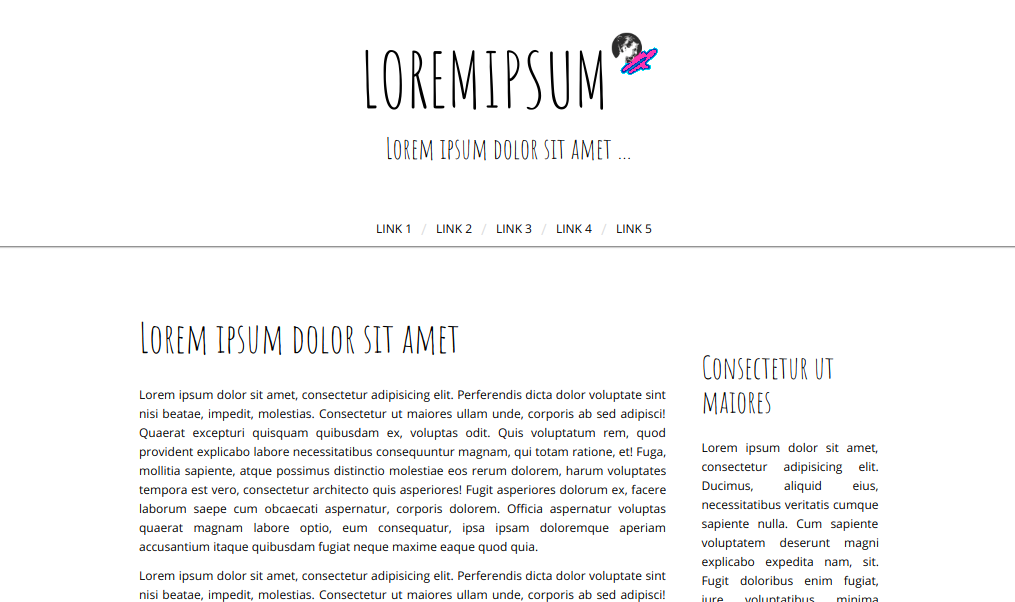 LOREMIPSUM
Lorem ipsum dolor sit amet ...
LINK 1 / LINK 2 / LINK 3 / LINK 4 / LINK 5
Lorem ipsum dolor sit amet
Lorem ipsum dolor sit amet, consectetur adipisicing elit. Perferendis dicta dolor voluptate sint
nisi beatae, impedit, molestias. Consectetur ut maiores ullam unde, corporis ab sed adipisci!
Quaerat excepturi quisquam quibusdam ex, voluptas odit. Quis voluptatum rem, quod
provident explicabo labore necessitatibus consequuntur magnam, qui totam ratione, et! Fuga,
mollitia sapiente, atque possimus distinctio molestiae eos rerum dolorem, harum voluptates
tempora est vero, consectetur architecto quis asperiores! Fugit asperiores dolorum ex, facere
laborum saepe cum obcaecati aspernatur, corporis dolorem. Officia aspernatur voluptas
quaerat magnam labore optio, eum consequatur, ipsa ipsam doloremque aperiam
accusantium itaque quibusdam fugiat neque maxime eaque quod quia.
Lorem ipsum dolor sit amet, consectetur adipisicing elit. Perferendis dicta dolor voluptate sint
nisi beatae, impedit, molestias. Consectetur ut maiores ullam unde, corporis ab sed adipisci!
Consectetur ut
maiores
Lorem ipsum dolor sit amet,
consectetur adipisicing elit.
Ducimus, aliquid eius,
necessitatibus veritatis cumque
sapiente nulla. Cum sapiente
voluptatem deserunt magni
explicabo expedita nam, sit.
Fugit doloribus enim fugiat,
iure voluptatibus minima